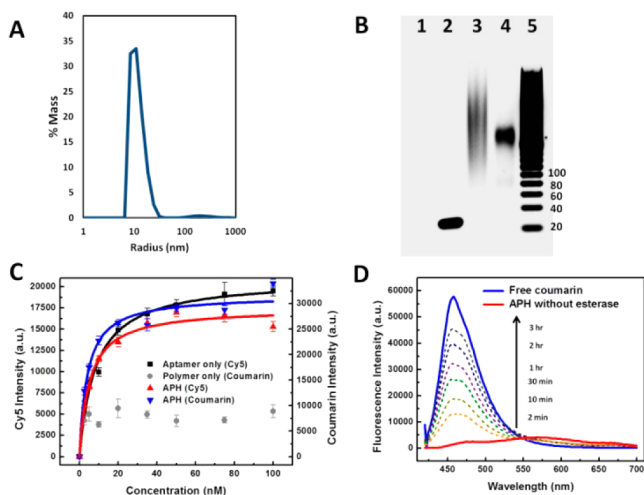 A
% Mass
40
35
30
25
20
15
10
5
0
1 10 100 1000
Radius (nm)
B
1 2 3 4 5
100
80
60
40
20
C
Cy5 Intensity (a.u.)
20000
17500
15000
12500
10000
7500
5000
2500
0
Aptamer only (Cy5)
Polymer only (Coumarin)
APH (Cy5)
APH (Coumarin)
0 20 40 60 80 100
Concentration (nM)
30000
25000
20000
15000
10000
5000
0
Coumarin Intensity (a.u.)
D
Fluorescence Intensity (a.u.)
70000
60000
50000
40000
30000
20000
10000
0
Free coumarin
APH without esterase
3 hr
2 hr
1 hr
30 min
10 min
2 min
450 500 550 600 650 700
Wavelength (nm)